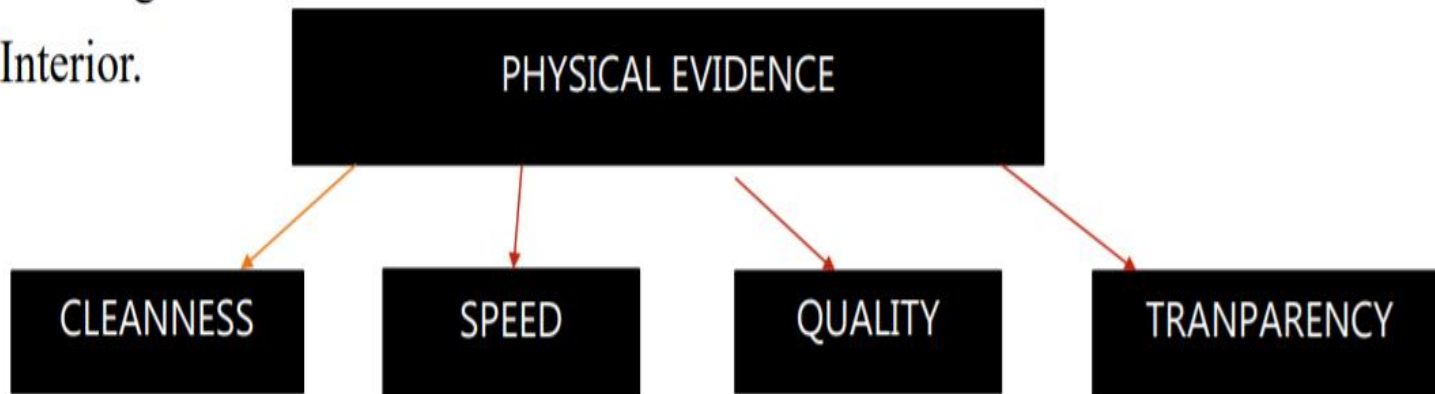 Interior.
PHYSICAL EVIDENCE
CLEANNESS
SPEED
QUALITY
TRANPARENCY